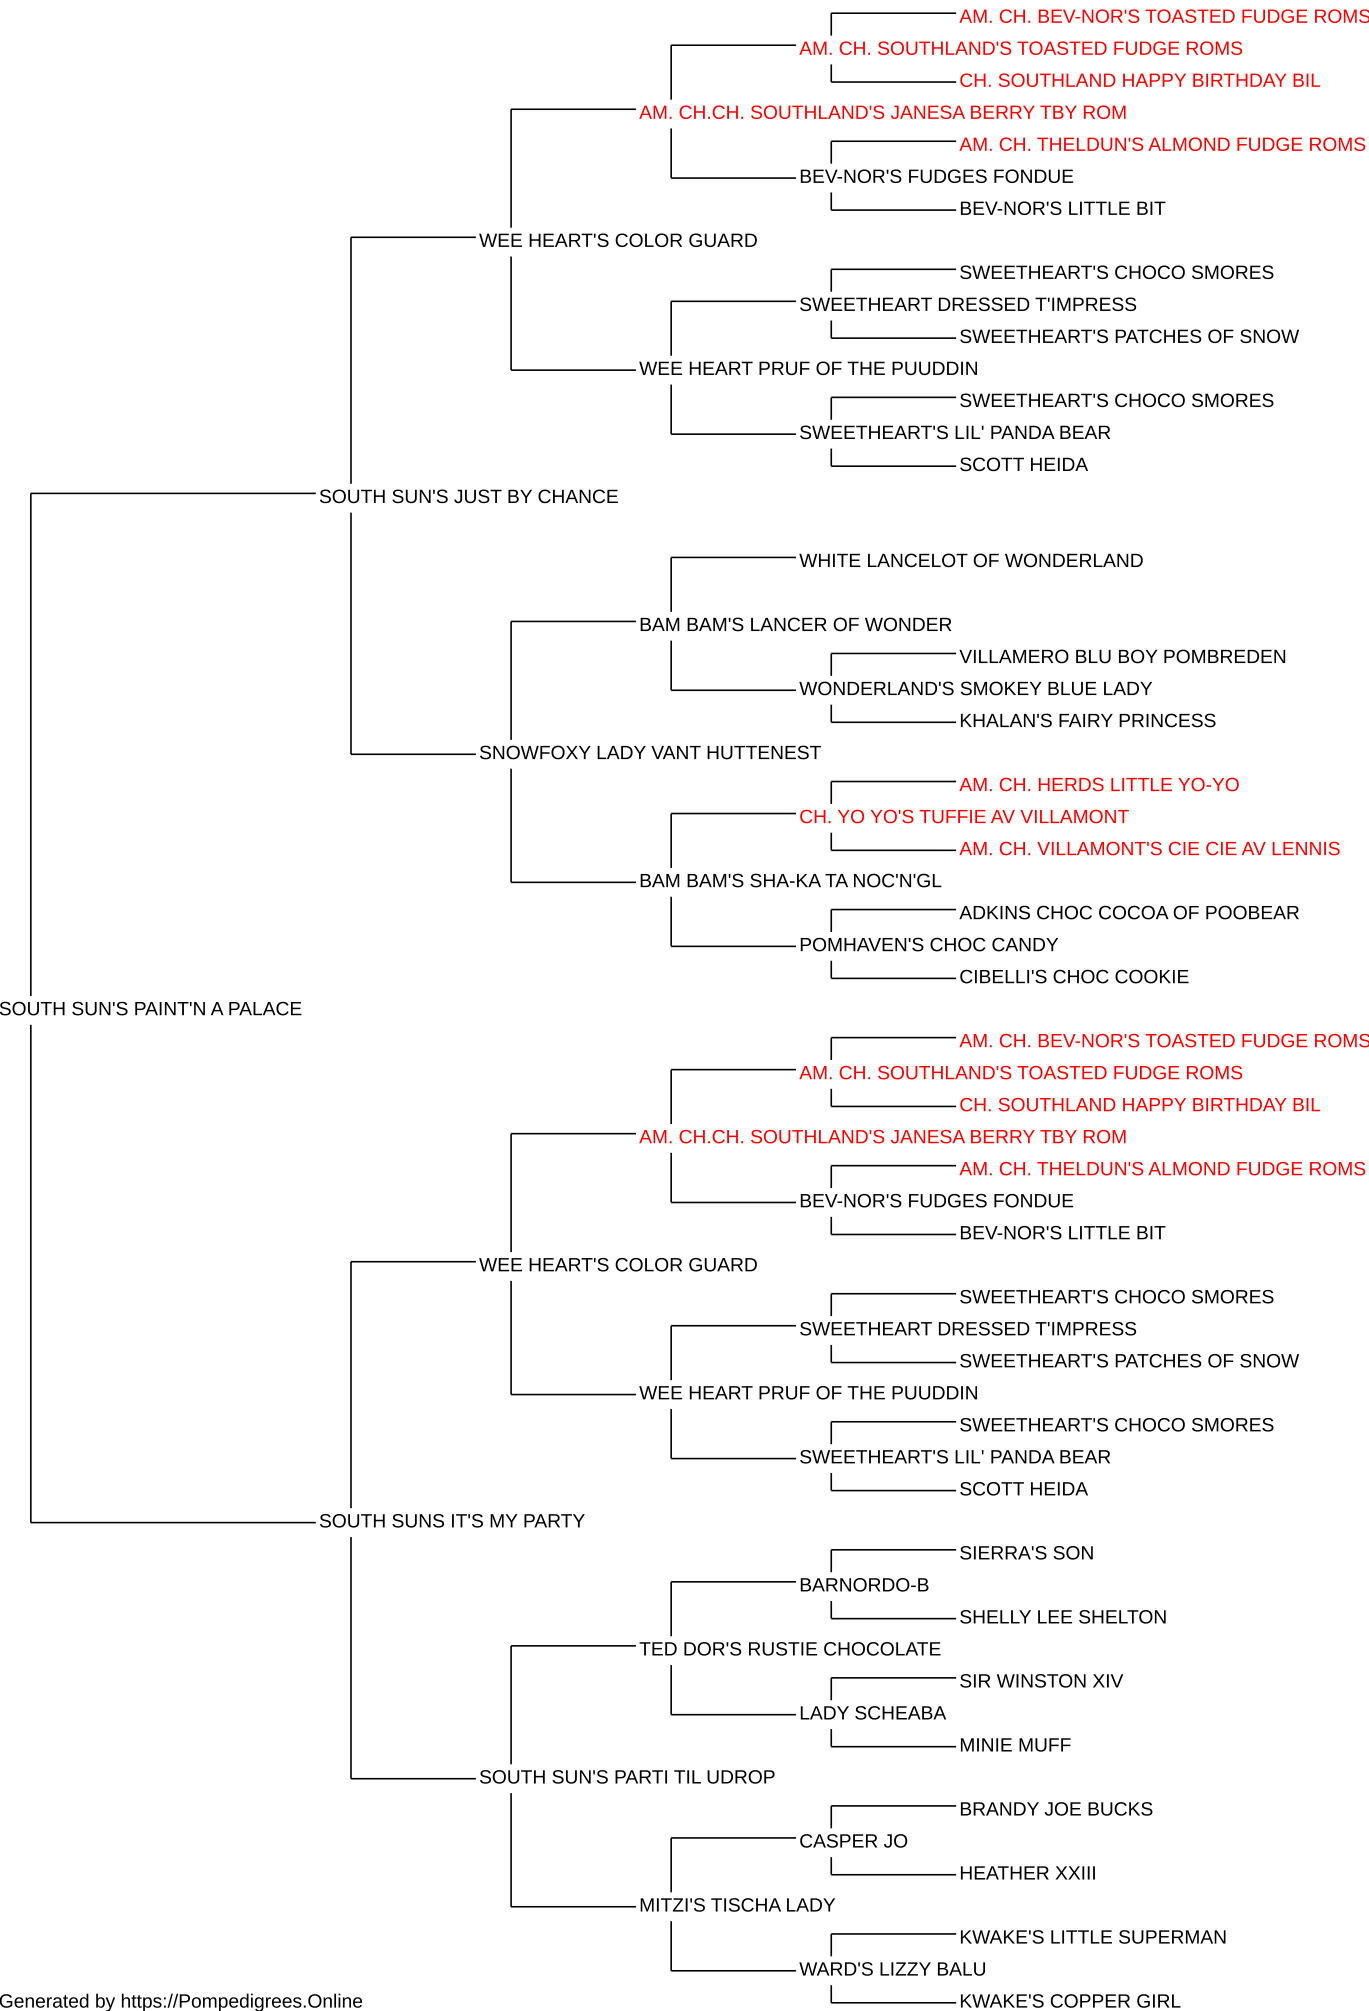 AM. CH. BEV-NOR'S TOASTED FUDGE ROMS
AM. CH. SOUTHLAND'S TOASTED FUDGE ROMS
CH. SOUTHLAND HAPPY BIRTHDAY BIL
AM. CH.CH. SOUTHLAND'S JANESA BERRY TBY ROM
AM. CH. THELDUN'S ALMOND FUDGE ROMS
BEV-NOR'S FUDGES FONDUE
BEV-NOR'S LITTLE BIT
WEE HEART'S COLOR GUARD
SWEETHEART'S CHOCO SMORES
SWEETHEART DRESSED T'IMPRESS
SWEETHEART'S PATCHES OF SNOW
WEE HEART PRUF OF THE PUUDDIN
SWEETHEART'S CHOCO SMORES
SWEETHEART'S LIL' PANDA BEAR
SCOTT HEIDA
SOUTH SUN'S JUST BY CHANCE
WHITE LANCELOT OF WONDERLAND
BAM BAM'S LANCER OF WONDER
VILLAMERO BLU BOY POMBREDEN
WONDERLAND'S SMOKEY BLUE LADY
KHALAN'S FAIRY PRINCESS
SNOWFOXY LADY VANT HUTTENEST
AM. CH. HERDS LITTLE YO-YO
CH. YO YO'S TUFFIE AV VILLAMONT
AM. CH. VILLAMONT'S CIE CIE AV LENNIS
BAM BAM'S SHA-KA TA NOC'N'GL
ADKINS CHOC COCOA OF POOBEAR
POMHAVEN'S CHOC CANDY
CIBELLI'S CHOC COOKIE
SOUTH SUN'S PAINT'N A PALACE
AM. CH. BEV-NOR'S TOASTED FUDGE ROMS
AM. CH. SOUTHLAND'S TOASTED FUDGE ROMS
CH. SOUTHLAND HAPPY BIRTHDAY BIL
AM. CH.CH. SOUTHLAND'S JANESA BERRY TBY ROM
AM. CH. THELDUN'S ALMOND FUDGE ROMS
BEV-NOR'S FUDGES FONDUE
BEV-NOR'S LITTLE BIT
WEE HEART'S COLOR GUARD
SWEETHEART'S CHOCO SMORES
SWEETHEART DRESSED T'IMPRESS
SWEETHEART'S PATCHES OF SNOW
WEE HEART PRUF OF THE PUUDDIN
SWEETHEART'S CHOCO SMORES
SWEETHEART'S LIL' PANDA BEAR
SCOTT HEIDA
SOUTH SUNS IT'S MY PARTY
SIERRA'S SON
BARNORDO-B
SHELLY LEE SHELTON
TED DOR'S RUSTIE CHOCOLATE
SIR WINSTON XIV
LADY SCHEABA
MINIE MUFF
SOUTH SUN'S PARTI TIL UDROP
BRANDY JOE BUCKS
CASPER JO
HEATHER XXIII
MITZI'S TISCHA LADY
KWAKE'S LITTLE SUPERMAN
WARD'S LIZZY BALU
KWAKE'S COPPER GIRL
Generated by https://Pompedigrees.Online